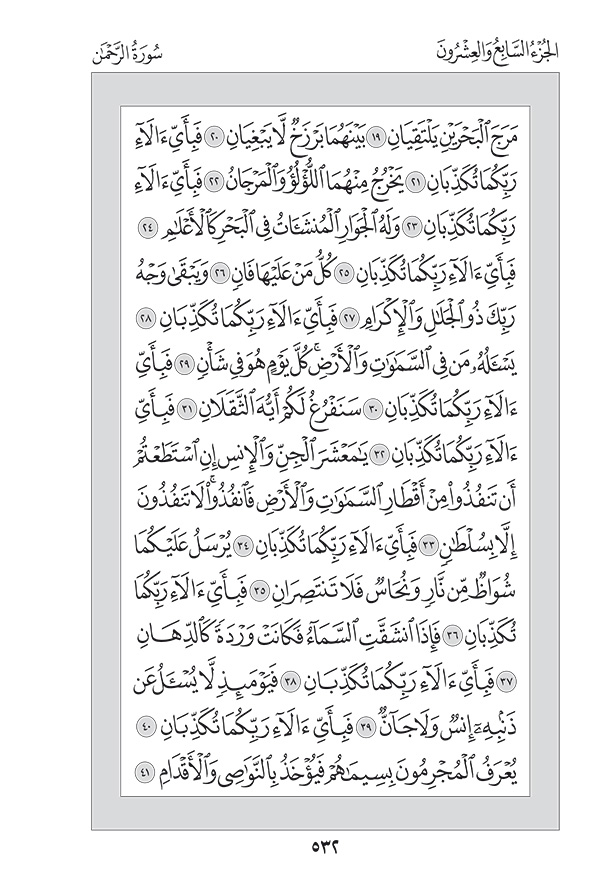 الجُزْءُ السَّابِعُ وَالعِشْرُونَ
سُورَةُ الرَّحْمَٰن
مَرَجَ ٱلْبَحْرَيْنِ يَلْتَقِيَانِ ١٩ بَيْنَهُمَا بَرْزَخٌ لَّا يَبْغِيَانِ ٢٠ فَبِأَىِّ ءَالَآءِ
رَبِّكُمَا تُكَذِّبَانِ ٢١ يَخْرُجُ مِنْهُمَا ٱللُّؤْلُؤُ وَٱلْمَرْجَانُ ٢٢ فَبِأَىِّ ءَالَآءِ
رَبِّكُمَا تُكَذِّبَانِ ٢٣ وَلَهُ ٱلْجَوَارِ ٱلْمُنشَـَٔاتُ فِى ٱلْبَحْرِ كَٱلْأَعْلَٰمِ ٢٤
فَبِأَىِّ ءَالَآءِ رَبِّكُمَا تُكَذِّبَانِ ٢٥ كُلُّ مَنْ عَلَيْهَا فَانٍ ٢٦ وَيَبْقَىٰ وَجْهُ
رَبِّكَ ذُو ٱلْجَلَٰلِ وَٱلْإِكْرَامِ ٢٧ فَبِأَىِّ ءَالَآءِ رَبِّكُمَا تُكَذِّبَانِ ٢٨
يَسْـَٔلُهُۥ مَن فِى ٱلسَّمَٰوَٰتِ وَٱلْأَرْضِ ۚ كُلَّ يَوْمٍ هُوَ فِى شَأْنٍ ٢٩ فَبِأَىِّ
ءَالَآءِ رَبِّكُمَا تُكَذِّبَانِ ٣٠ سَنَفْرُغُ لَكُمْ أَيُّهَ ٱلثَّقَلَانِ ٣١ فَبِأَىِّ
ءَالَآءِ رَبِّكُمَا تُكَذِّبَانِ ٣٢ يَٰمَعْشَرَ ٱلْجِنِّ وَٱلْإِنسِ إِنِ ٱسْتَطَعْتُمْ
أَن تَنفُذُوا۟ مِنْ أَقْطَارِ ٱلسَّمَٰوَٰتِ وَٱلْأَرْضِ فَٱنفُذُوا۟ ۚ لَا تَنفُذُونَ
إِلَّا بِسُلْطَٰنٍ ٣٣ فَبِأَىِّ ءَالَآءِ رَبِّكُمَا تُكَذِّبَانِ ٣٤ يُرْسَلُ عَلَيْكُمَا
شُوَاظٌ مِّن نَّارٍ وَنُحَاسٌ فَلَا تَنتَصِرَانِ ٣٥ فَبِأَىِّ ءَالَآءِ رَبِّكُمَا
تُكَذِّبَانِ ٣٦ فَإِذَا ٱنشَقَّتِ ٱلسَّمَآءُ فَكَانَتْ وَرْدَةً كَٱلدِّهَانِ
٣٧ فَبِأَىِّ ءَالَآءِ رَبِّكُمَا تُكَذِّبَانِ ٣٨ فَيَوْمَئِذٍ لَّا يُسْـَٔلُ عَن
ذَنۢبِهِۦٓ إِنسٌ وَلَا جَآنٌّ ٣٩ فَبِأَىِّ ءَالَآءِ رَبِّكُمَا تُكَذِّبَانِ ٤٠
يُعْرَفُ ٱلْمُجْرِمُونَ بِسِيمَٰهُمْ فَيُؤْخَذُ بِٱلنَّوَٰصِى وَٱلْأَقْدَامِ ٤١
٥٣٢